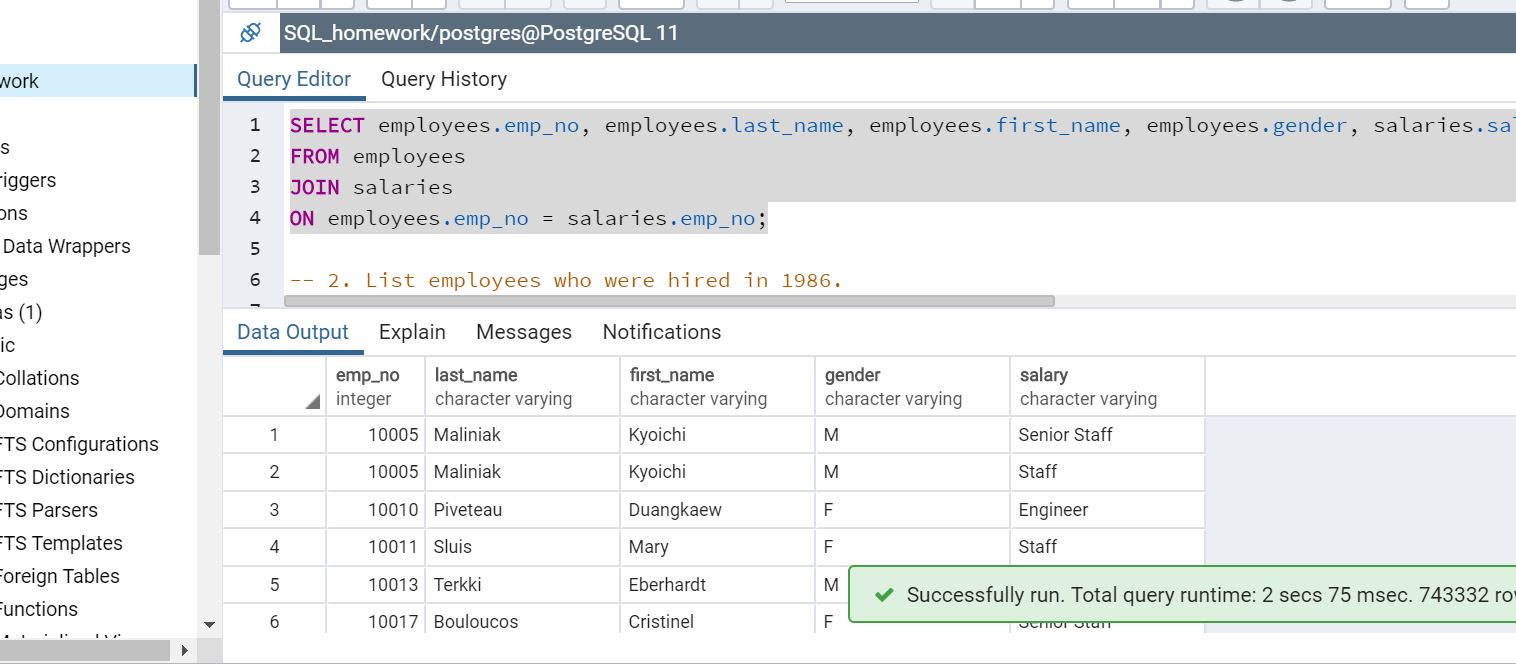 SQL_homework/postgres@PostgreSQL 11
work
Query Editor Query History
1 SELECT employees.emp_no, employees.last_name, employees.first_name, employees.gender, salaries.sal
2 FROM employees
3 JOIN salaries
4 ON employees.emp_no = salaries.emp_no;
5
6 -- 2. List employees who were hired in 1986.
s
riggers
ons
Data Wrappers
ges
as (1)
ic
Collations
Domains
FTS Configurations
FTS Dictionaries
FTS Parsers
FTS Templates
Foreign Tables
Functions
Data Output Explain Messages Notifications
emp_no last_name first_name gender salary
integer character varying character varying character varying character varying
1 10005 Maliniak Kyoichi M Senior Staff
2 10005 Maliniak Kyoichi M Staff
3 10010 Piveteau Duangkaew F Engineer
4 10011 Sluis Mary F Staff
5 10013 Terkki Eberhardt M
6 10017 Bouloucos Cristinel F Senior Staff
Successfully run. Total query runtime: 2 secs 75 msec. 743332 ro